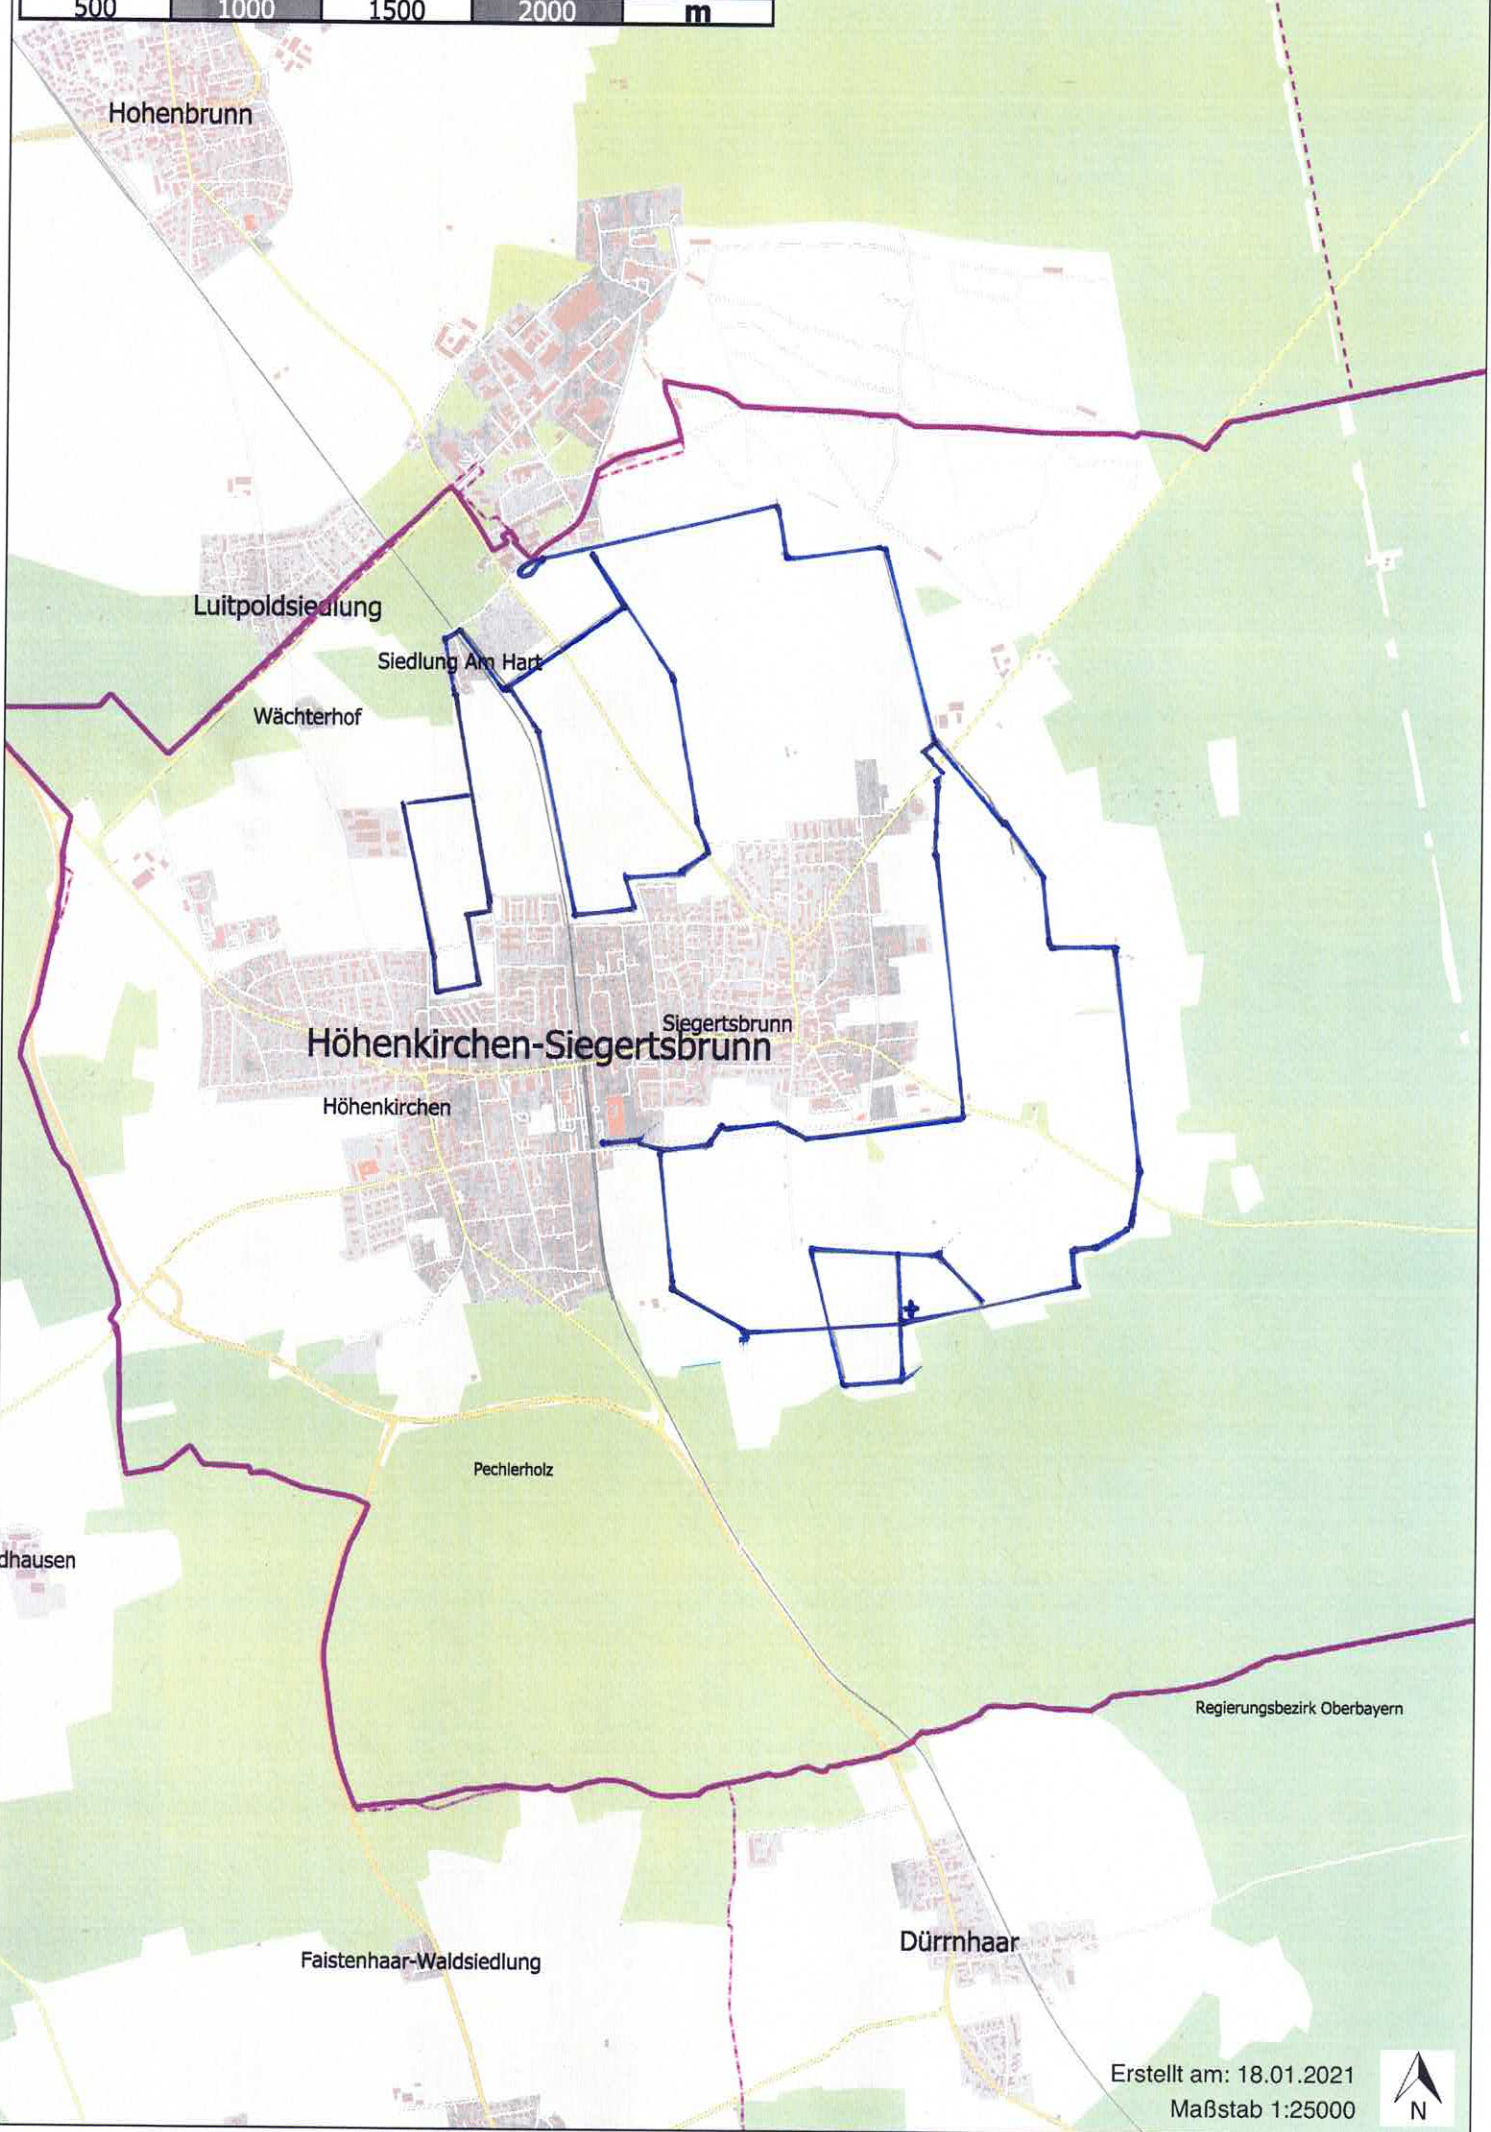 500 1000 1500 2000 m
Hohenbrunn
Luitpoldsiedlung
Siedlung Am Hart
Wächterhof
Siegertsbrunn
Höhenkirchen-Siegertsbrunn
Höhenkirchen
Pechlerholz
dhausen
Regierungsbezirk Oberbayern
Dürrnhaar
Faistenhaar-Waldsiedlung
Erstellt am: 18.01.2021
Maßstab 1:25000
N